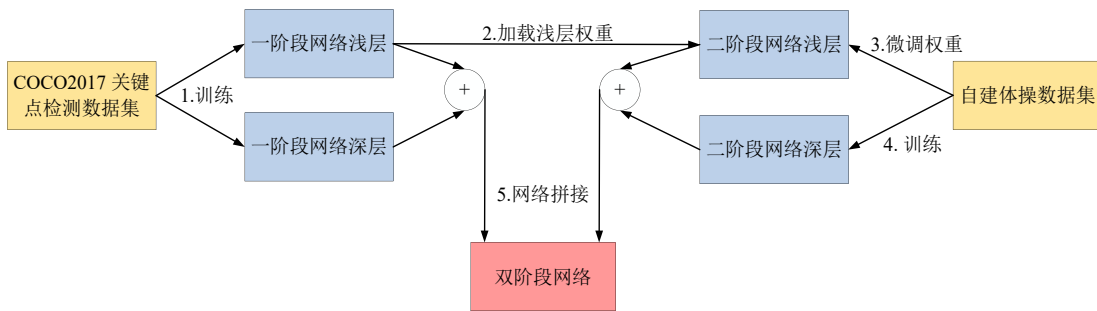 一阶段网络浅层
2.加载浅层权重
二阶段网络浅层
3.微调权重
COCO2017 关键
点检测数据集
1.训练
+
+
自建体操数据集
一阶段网络深层
二阶段网络深层
4. 训练
5.网络拼接
双阶段网络